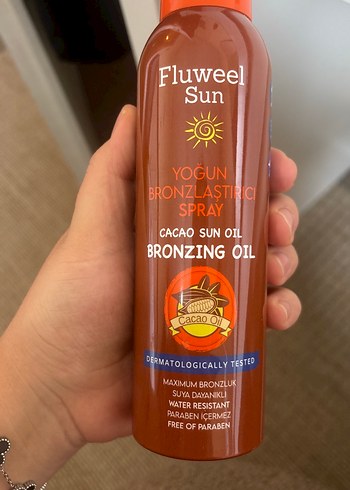 Fluweel
Sun
YOĞUN
BRONZLAŞTIRICI
SPRAY
CACAO SUN OIL
BRONZING OIL
Cacao Oil
DERMATOLOGICALLY TESTED
MAXIMUM BRONZLUK
SUYA DAYANIKLI
WATER RESISTANT
PARABEN İÇERMEZ
FREE OF PARABEN